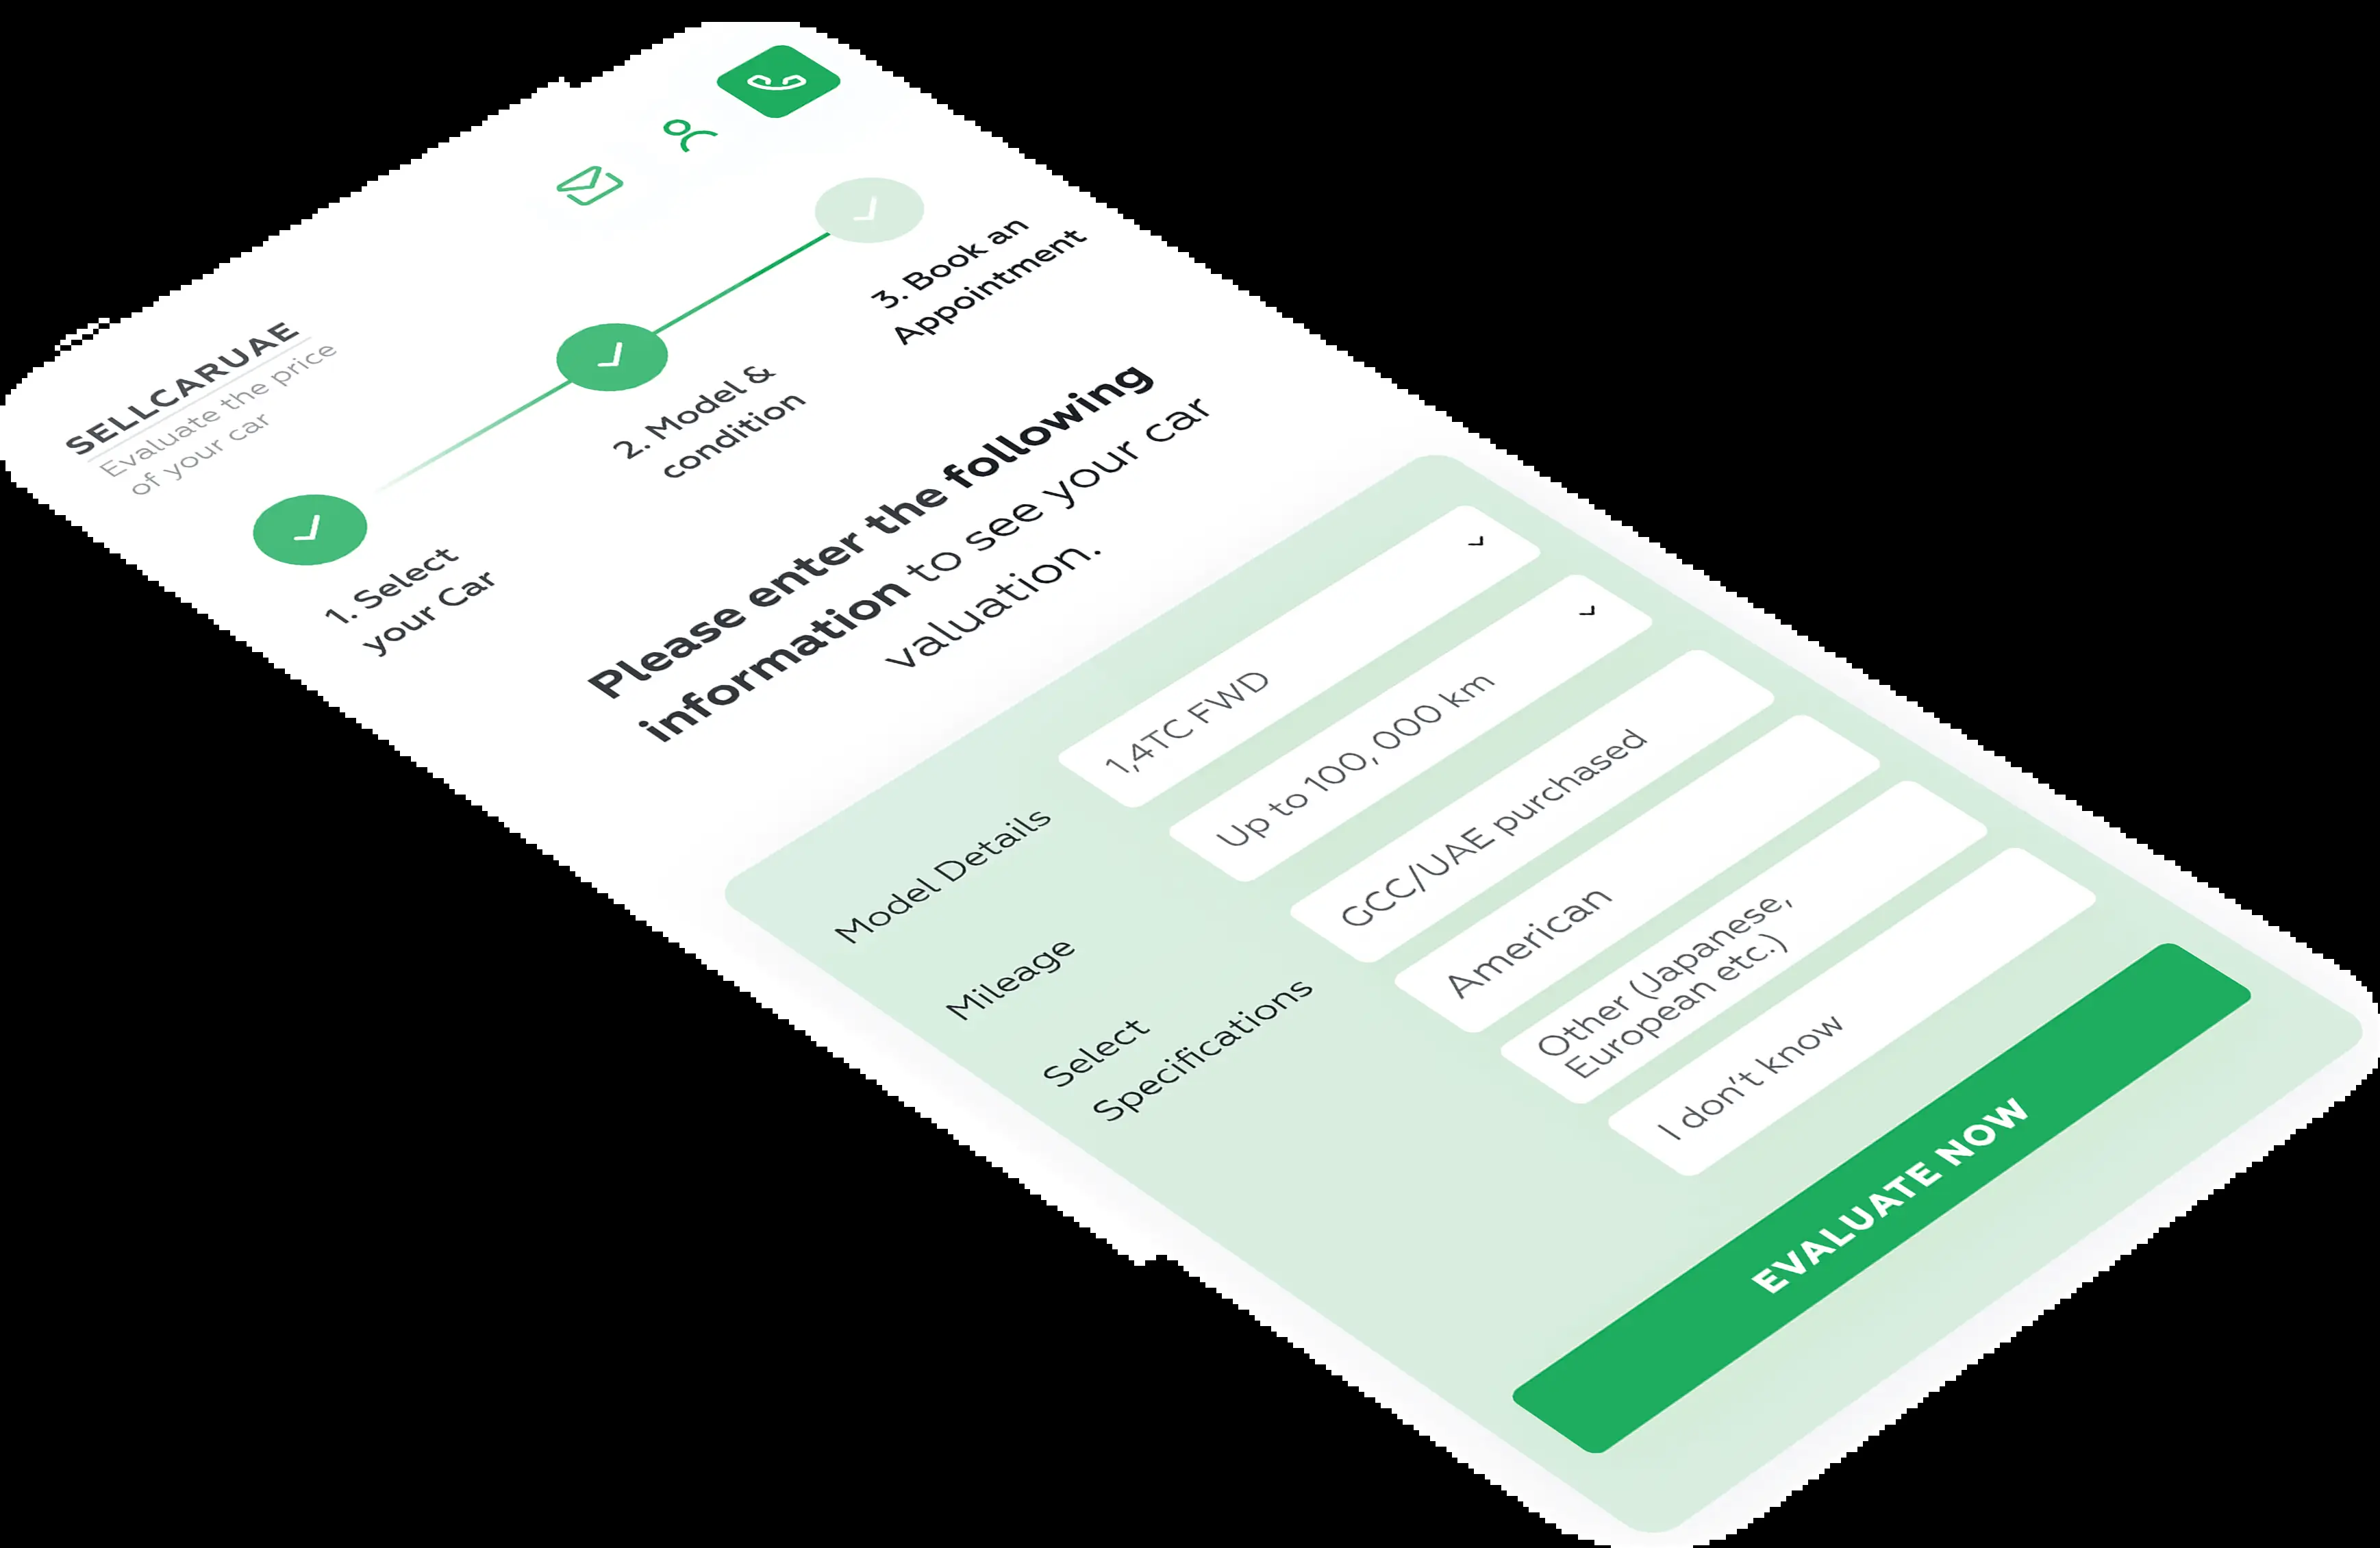 SELLCARUAE
Evaluate the price
of your car
1. Select
your Car
2. Model &
condition
3. Book an
Appointment
Please enter the following
information to see your car
valuation.
Model Details
1,4TC FWD
Mileage
Up to 100, 000 km
Select
Specifications
GCC/UAE purchased
American
Other (Japanese,
European etc.)
I don't know
EVALUATE NOW